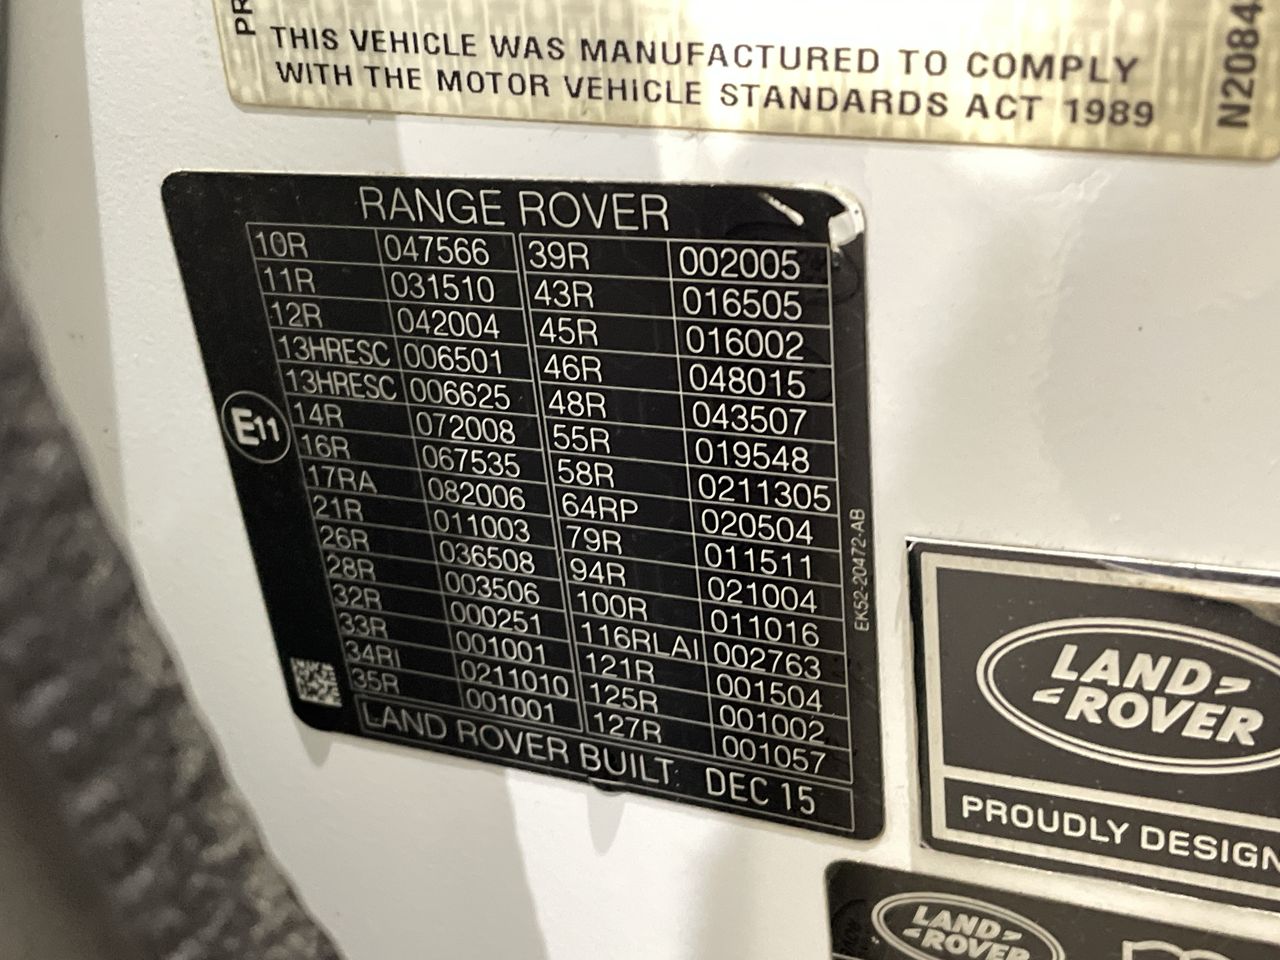 PR
THIS VEHICLE WAS MANUFACTURED TO COMPLY
WITH THE MOTOR VEHICLE STANDARDS ACT 1989
N2084
RANGE ROVER
10R 047566 39R 002005
11R 031510 43R 016505
12R 042004 45R 016002
13HRESC 006501 46R 048015
13HRESC 006625 48R 043507
14R 072008 55R 019548
16R 067535 58R 0211305
17RA 082006 64RP 020504
21R 011003 79R 011511
26R 036508 94R 021004
28R 003506 100R 011016
32R 000251 116RLAI 002763
33R 001001 121R 001504
34RI 0211010 125R 001002
35R 001001 127R 001057
LAND ROVER BUILT: DEC 15
E11
EK52-20472-AB
LAND
ROVER
PROUDLY DESIGN
LAND
ROVER